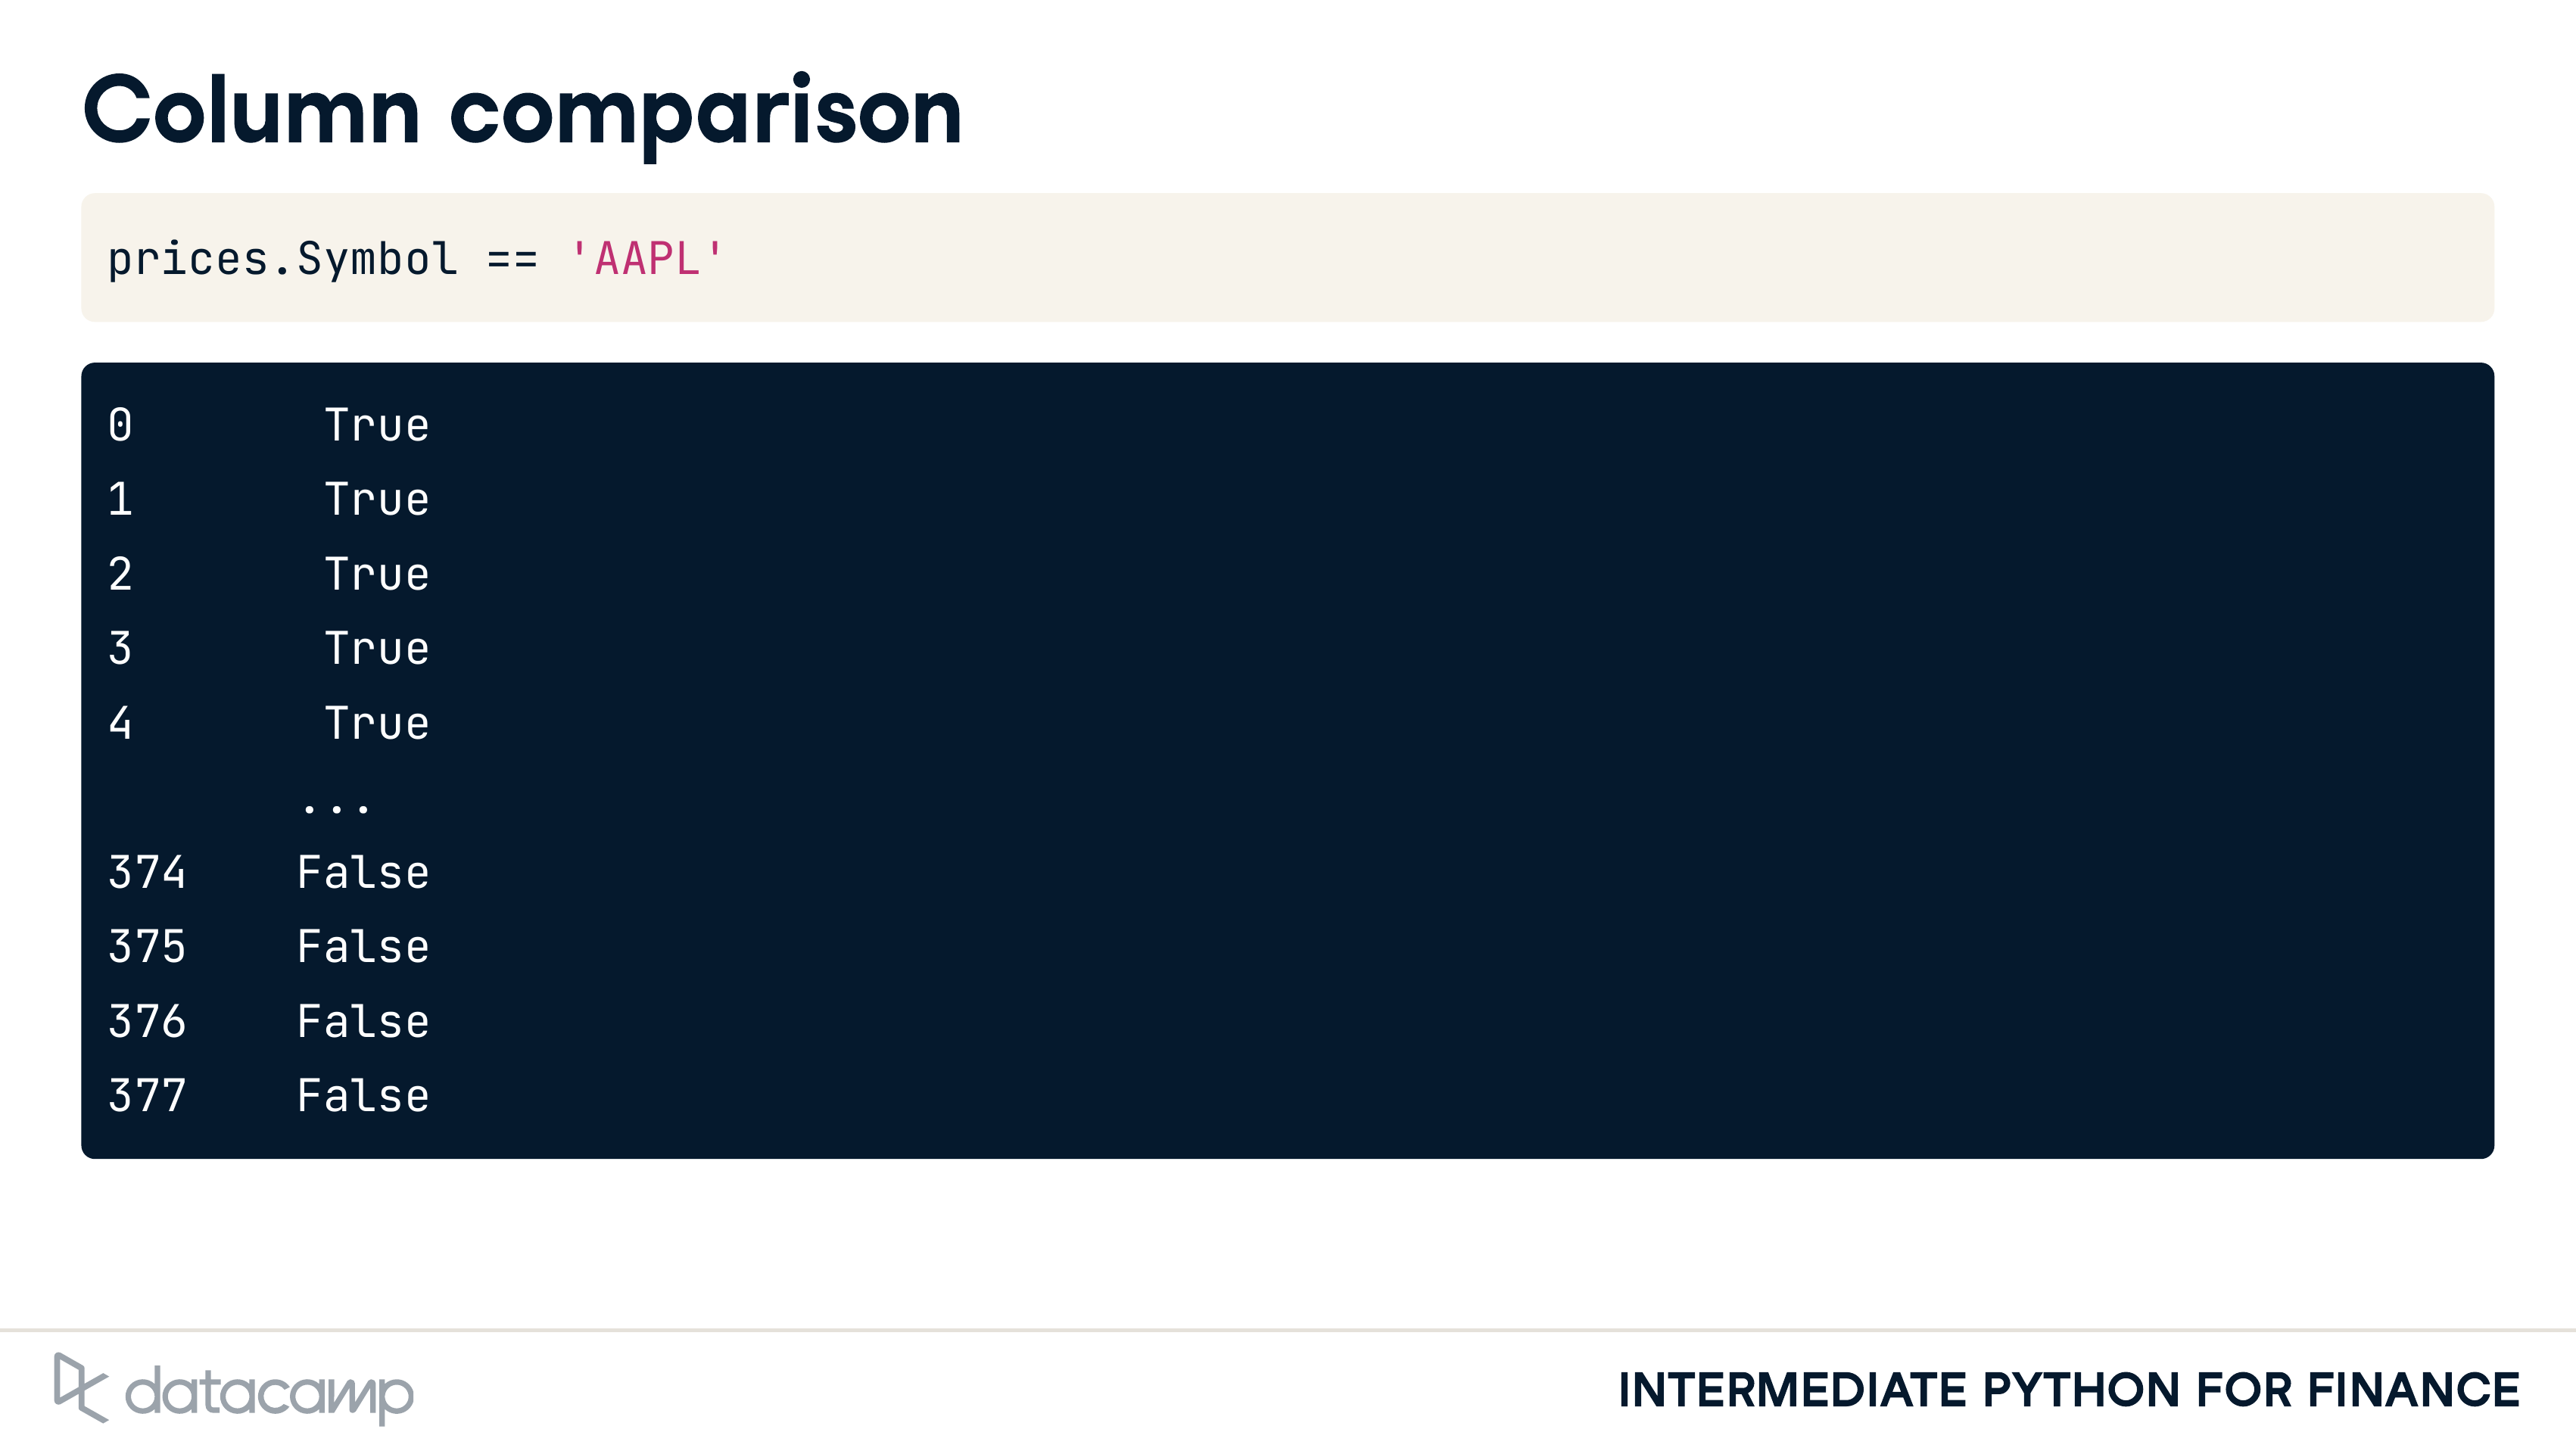 Column comparison
prices.Symbol == 'AAPL'
0        True
1        True
2        True
3        True
4        True
       ...
374    False
375    False
376    False
377    False
datacamp
INTERMEDIATE PYTHON FOR FINANCE